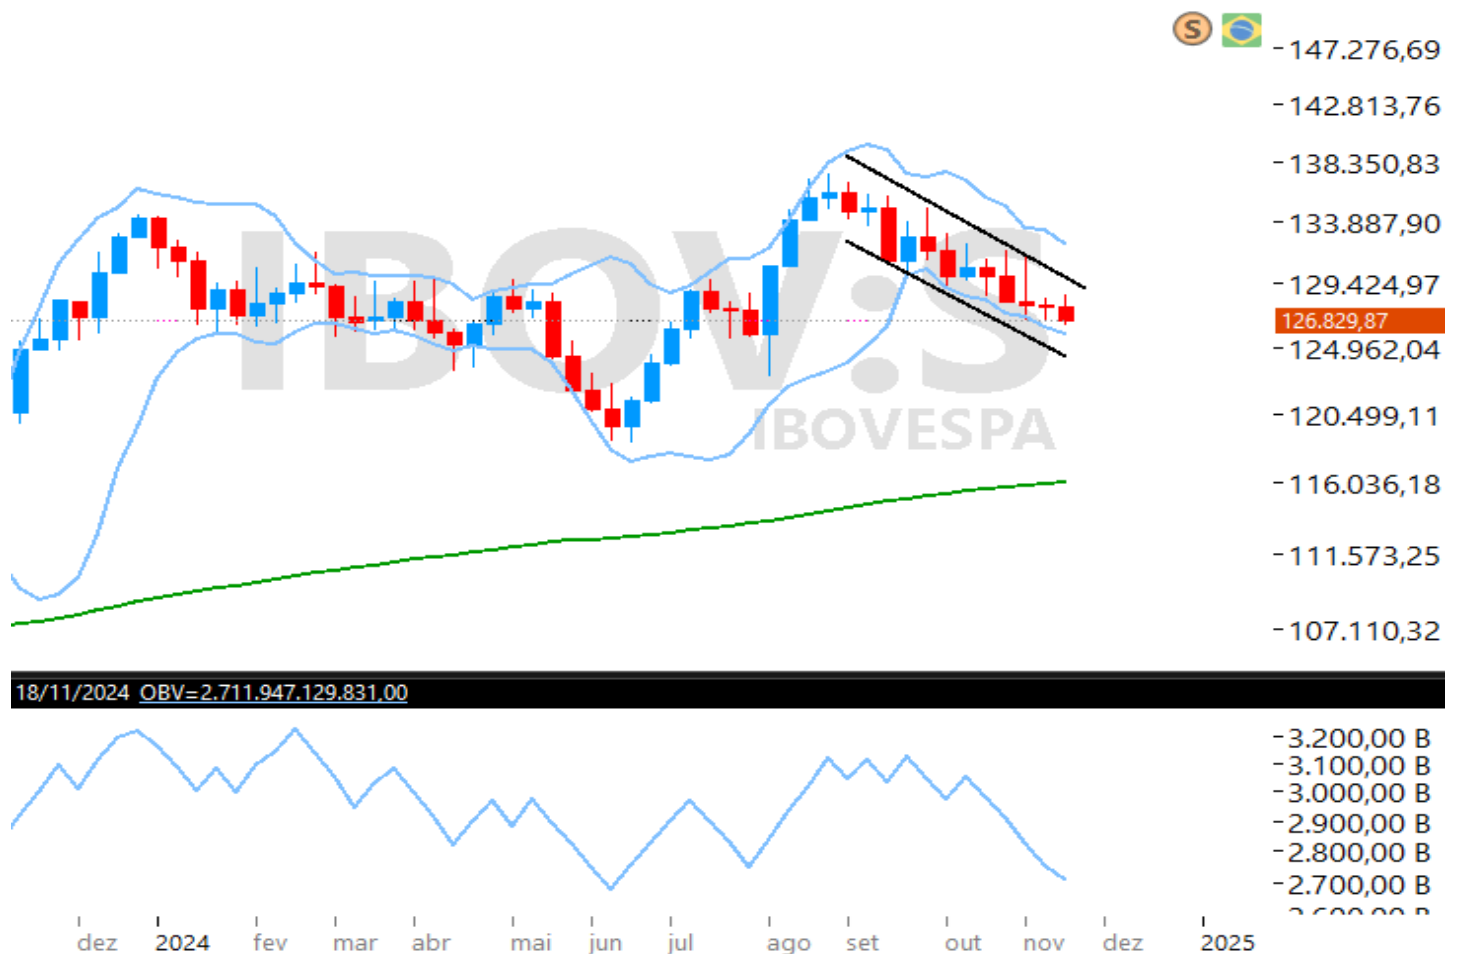 S
147.276,69
142.813,76
138.350,83
133.887,90
129.424,97
126.829,87
124.962,04
120.499,11
116.036,18
111.573,25
107.110,32
IBOV:S
IBOVESPA
18/11/2024 OBV=2.711.947.129.831,00
3.200,00 B
3.100,00 B
3.000,00 B
2.900,00 B
2.800,00 B
2.700,00 B
2.600,00 B
dez 2024 fev mar abr mai jun jul ago set out nov dez 2025